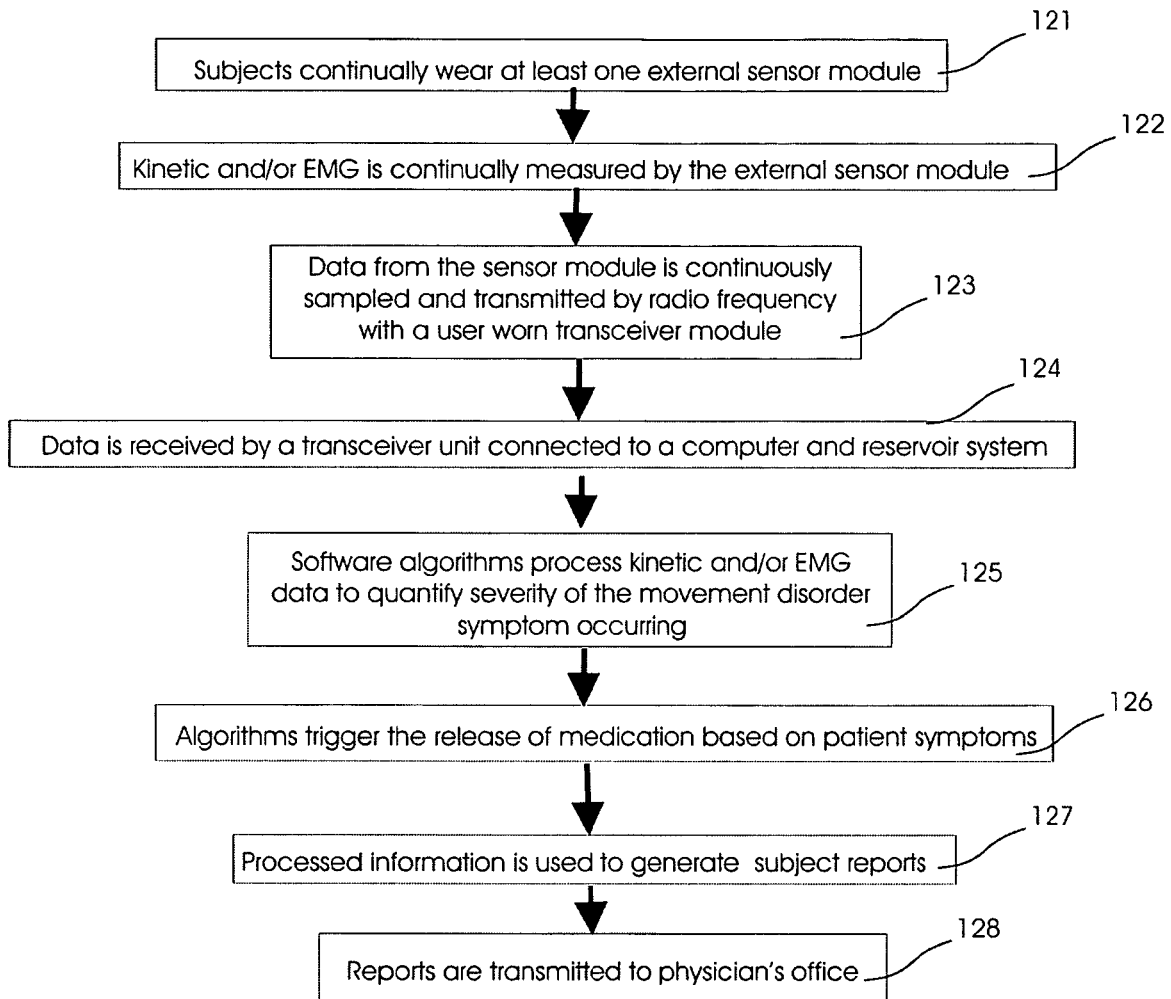 121
Subjects continually wear at least one external sensor module
122
Kinetic and/or EMG is continually measured by the external sensor module
Data from the sensor module is continuously
sampled and transmitted by radio frequency
with a user worn transceiver module
123
124
Data is received by a transceiver unit connected to a computer and reservoir system
Software algorithms process kinetic and/or EMG
data to quantify severity of the movement disorder
symptom occurring
125
126
Algorithms trigger the release of medication based on patient symptoms
127
Processed information is used to generate subject reports
128
Reports are transmitted to physician's office